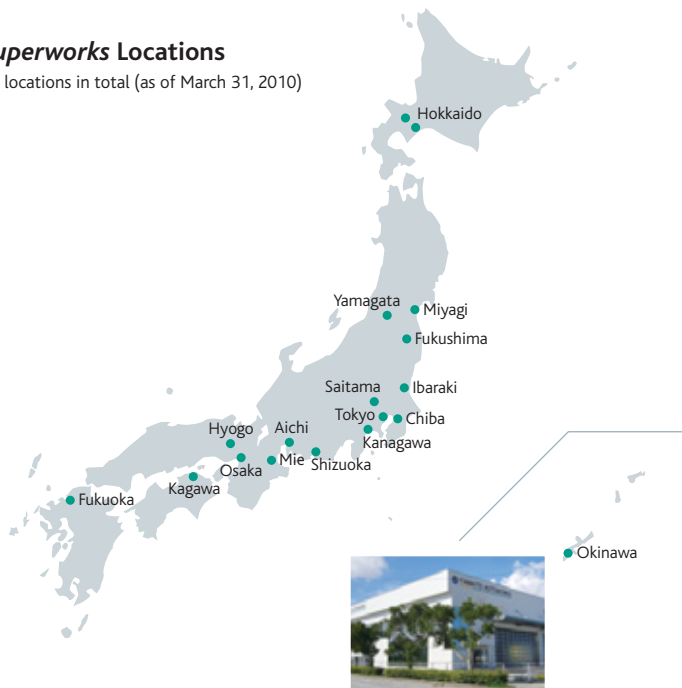 uperworks Locations
locations in total (as of March 31, 2010)
Hokkaido
Yamagata
Miyagi
Fukushima
Saitama
Ibaraki
Tokyo
Chiba
Kanagawa
Hyogo
Aichi
Osaka
Mie
Shizuoka
Kagawa
Fukuoka
Okinawa